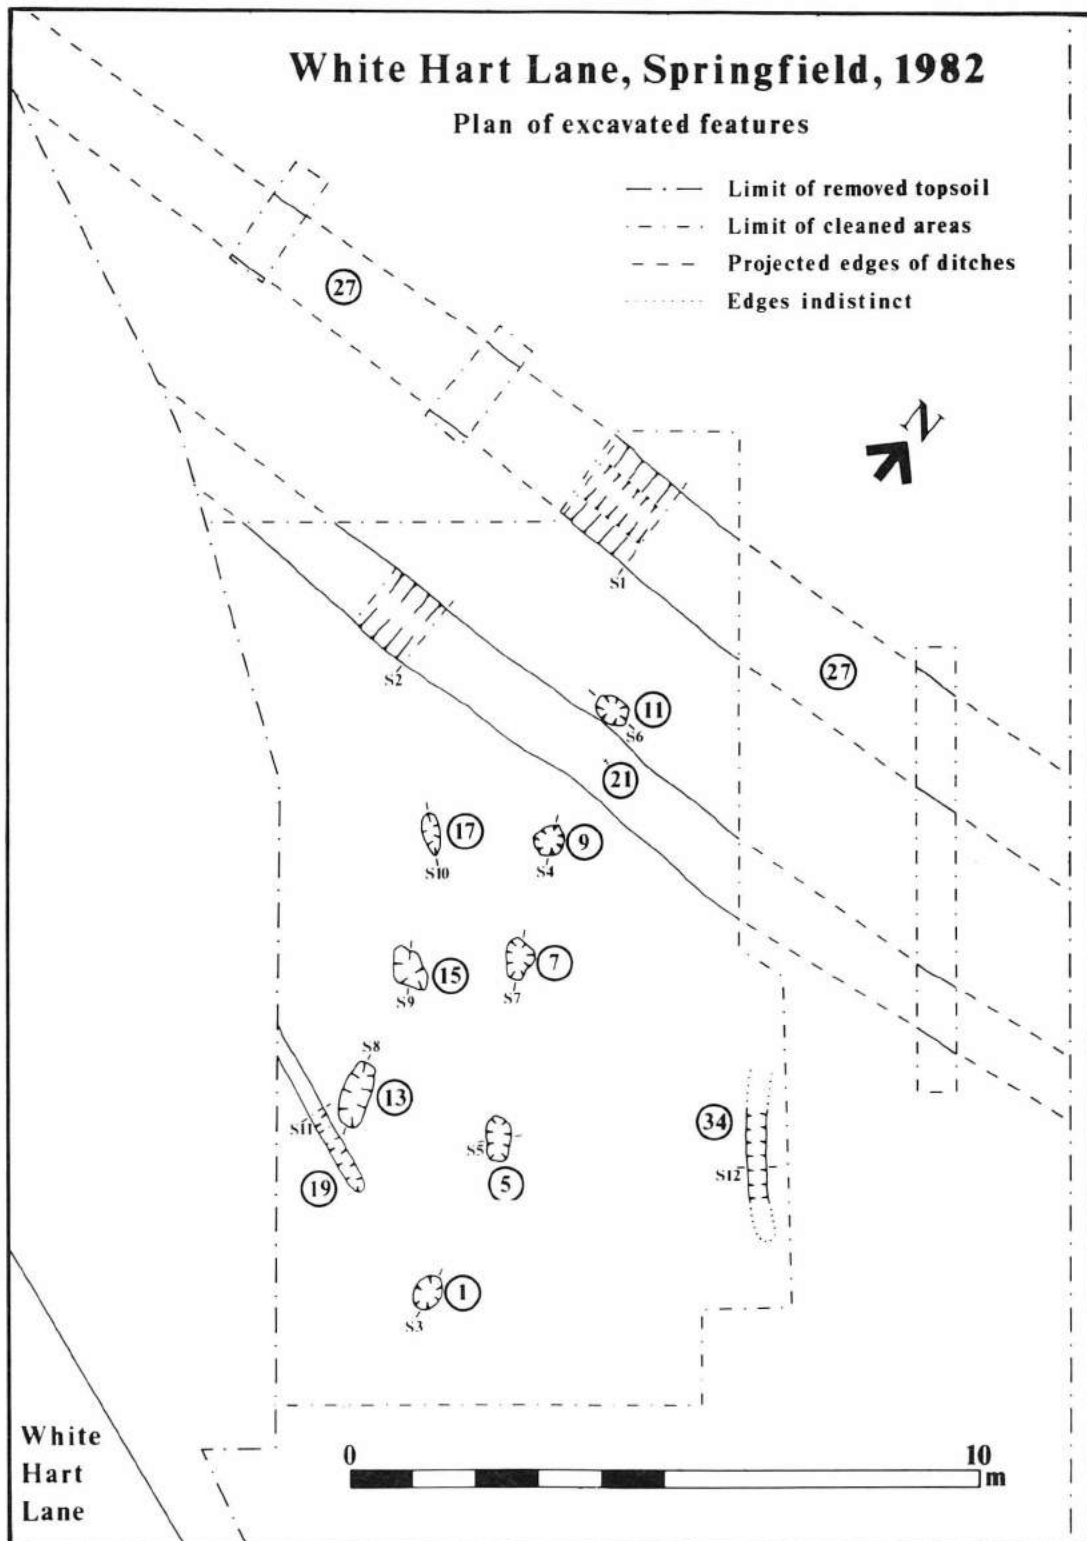 White Hart Lane, Springfield, 1982
Plan of excavated features
Limit of removed topsoil
Limit of cleaned areas
Projected edges of ditches
Edges indistinct
27
N
S1
S2
27
11
S6
21
17
9
S10
S4
15
7
S9
S7
S8
13
S11
34
S5
S12
19
5
1
S3
White
Hart
Lane
0
10
m